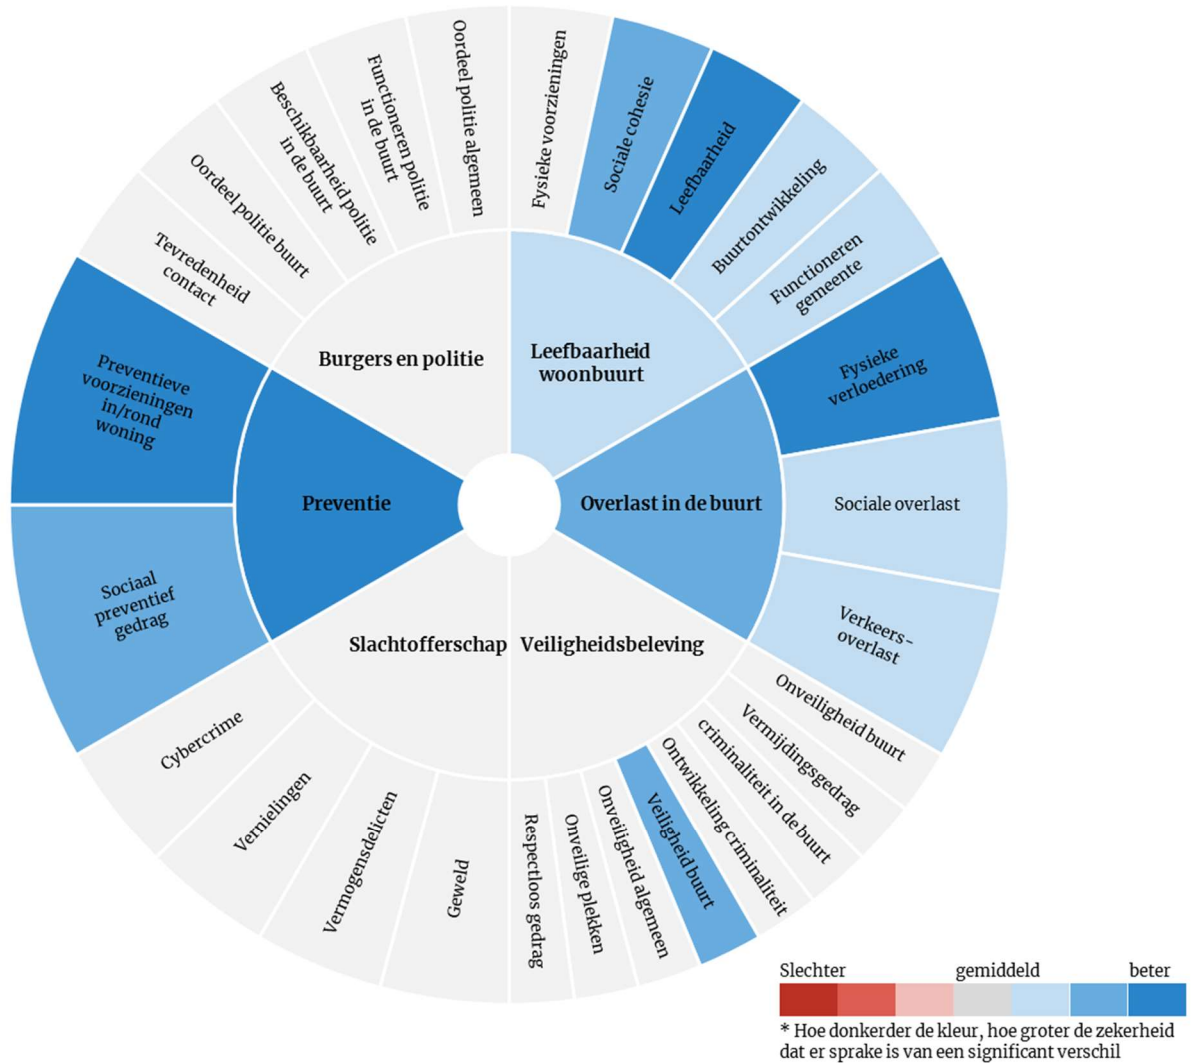 Oordeel politie algemeen
Fysieke voorzieningen
Sociale cohesie
Leefbaarheid
Buurtontwikkeling
Functioneren
gemeente
Fysieke
verloedering
Sociale overlast
Verkeers-
overlast
Onveiligheid buurt
Vermijdingsgedrag
criminaliteit in de buurt
Ontwikkeling criminaliteit
Veiligheid buurt
Onveiligheid algemeen
Onveilige plekken
Respectloos gedrag
Geweld
Vermogensdelicten
Vernielingen
Cybercrime
Sociaal
preventief
gedrag
Preventieve
voorzieningen
in/rond
woning
Tevredenheid
contact
Oordeel politie buurt
Beschikbaarheid politie
in de buurt
Functioneren politie
in de buurt
Burgers en politie
Leefbaarheid
woonbuurt
Preventie
Overlast in de buurt
Slachtofferschap
Veiligheidsbeleving
Slechter gemiddeld beter
* Hoe donkerder de kleur, hoe groter de zekerheid
dat er sprake is van een significant verschil